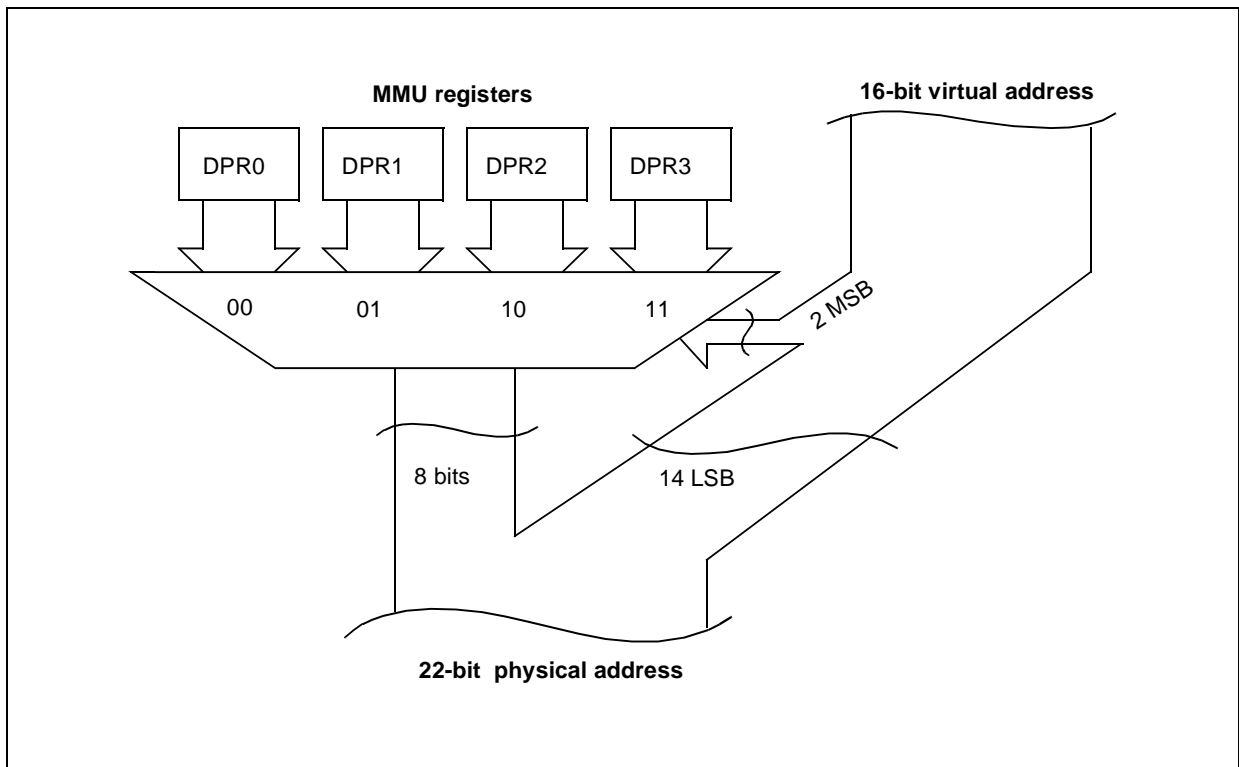 MMU registers
16-bit virtual address
DPR0
DPR1
DPR2
DPR3
00
01
10
11
2 MSB
8 bits
14 LSB
22-bit physical address